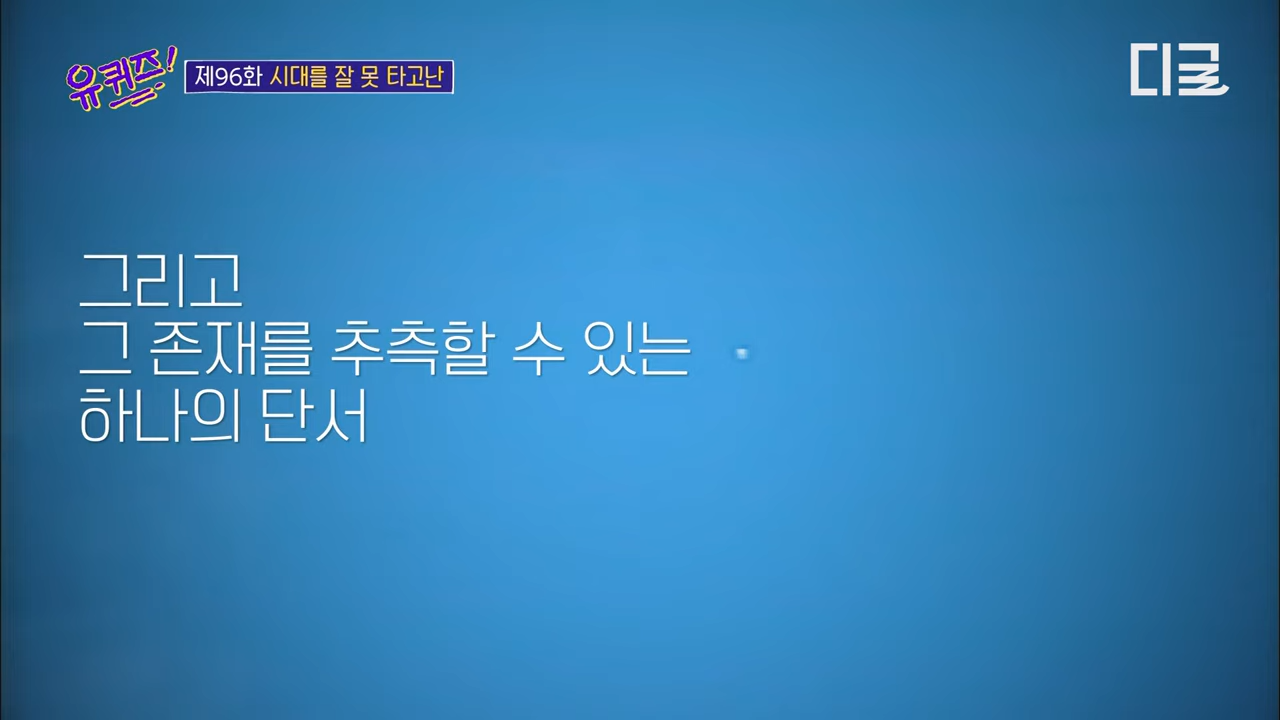 유퀴즈!
제96화 시대를 잘 못 타고난
디글
그리고
그 존재를 추측할 수 있는
하나의 단서